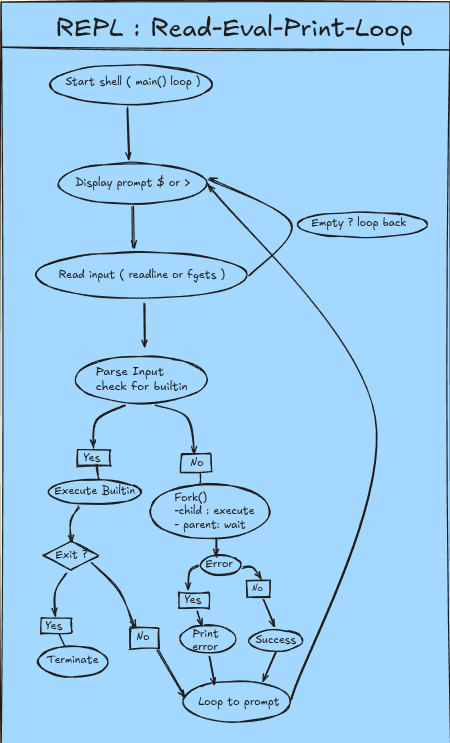 REPL : Read-Eval-Print-Loop
Start shell ( main() loop )
Display prompt $ or >
Empty ? loop back
Read input ( readline or fgets )
Parse Input
check for builtin
Yes
No
Execute Builtin
Fork()
-child : execute
- parent: wait
Exit ?
Error
Yes
No
Yes
No
Print
error
Success
Terminate
Loop to prompt